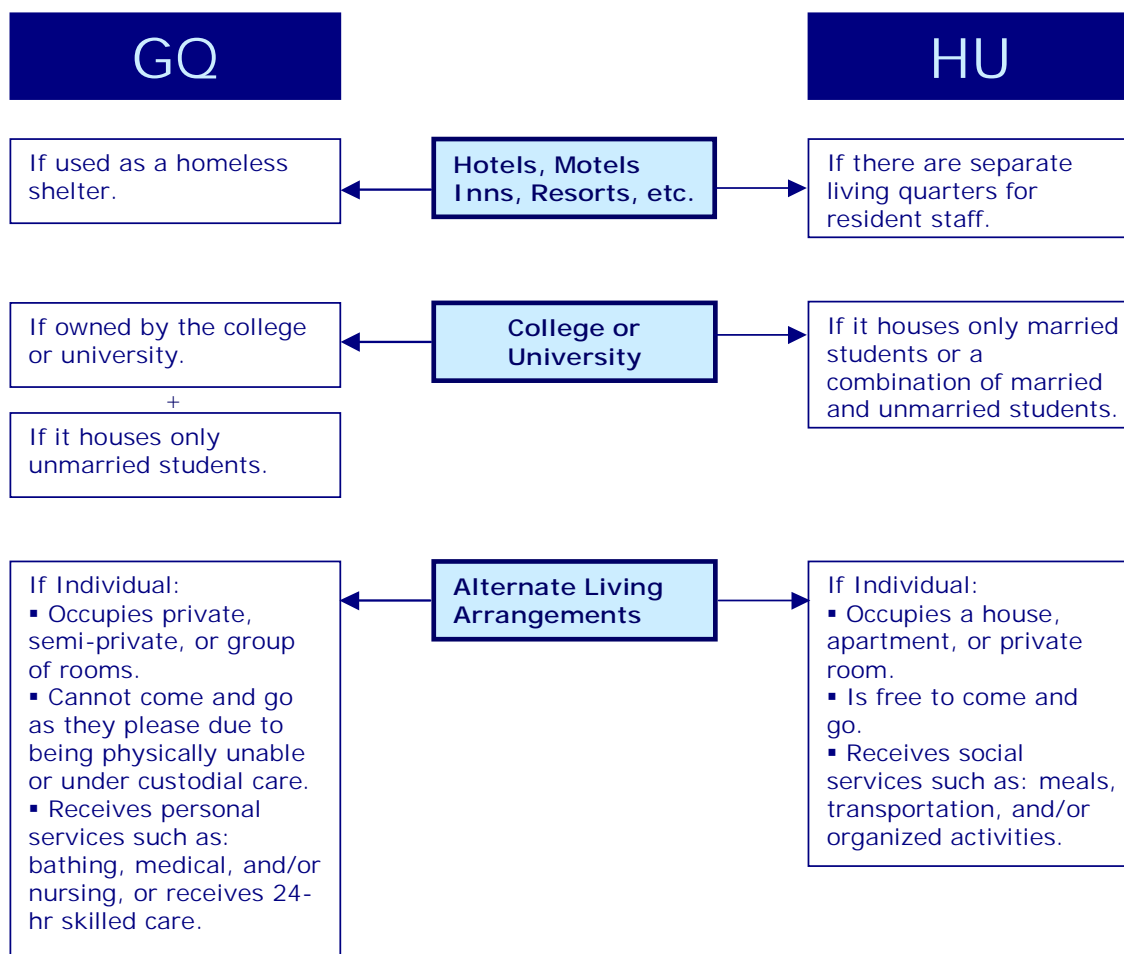 GQ
HU
If used as a homeless
shelter.
Hotels, Motels
Inns, Resorts, etc.
If there are separate
living quarters for
resident staff.
If owned by the college
or university.
+
If it houses only
unmarried students.
College or
University
If it houses only married
students or a
combination of married
and unmarried students.
If Individual:
▪ Occupies private,
semi-private, or group
of rooms.
▪ Cannot come and go
as they please due to
being physically unable
or under custodial care.
▪ Receives personal
services such as:
bathing, medical, and/or
nursing, or receives 24-
hr skilled care.
Alternate Living
Arrangements
If Individual:
▪ Occupies a house,
apartment, or private
room.
▪ Is free to come and
go.
▪ Receives social
services such as: meals,
transportation, and/or
organized activities.